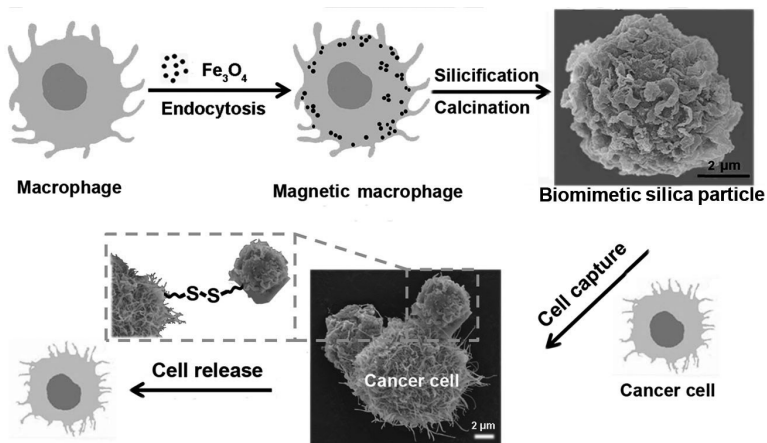 Fe3O4
Endocytosis
Silicification
Calcination
2 μm
Macrophage
Magnetic macrophage
Biomimetic silica particle
S-S
Cell capture
Cancer cell
Cell release
Cancer cell
2 μm